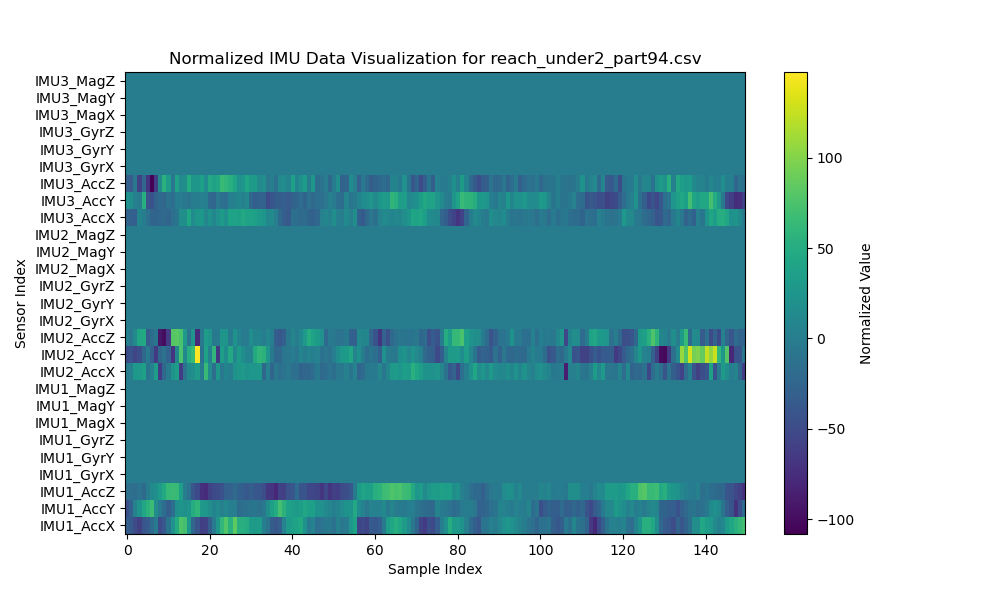 Normalized IMU Data Visualization for reach_under2_part94.csv
IMU3_MagZ
IMU3_MagY
IMU3_MagX
IMU3_GyrZ
IMU3_GyrY
IMU3_GyrX
IMU3_AccZ
IMU3_AccY
IMU3_AccX
IMU2_MagZ
IMU2_MagY
IMU2_MagX
IMU2_GyrZ
IMU2_GyrY
IMU2_GyrX
IMU2_AccZ
IMU2_AccY
IMU2_AccX
IMU1_MagZ
IMU1_MagY
IMU1_MagX
IMU1_GyrZ
IMU1_GyrY
IMU1_GyrX
IMU1_AccZ
IMU1_AccY
IMU1_AccX
Sensor Index
0 20 40 60 80 100 120 140
Sample Index
100
50
0
−50
−100
Normalized Value